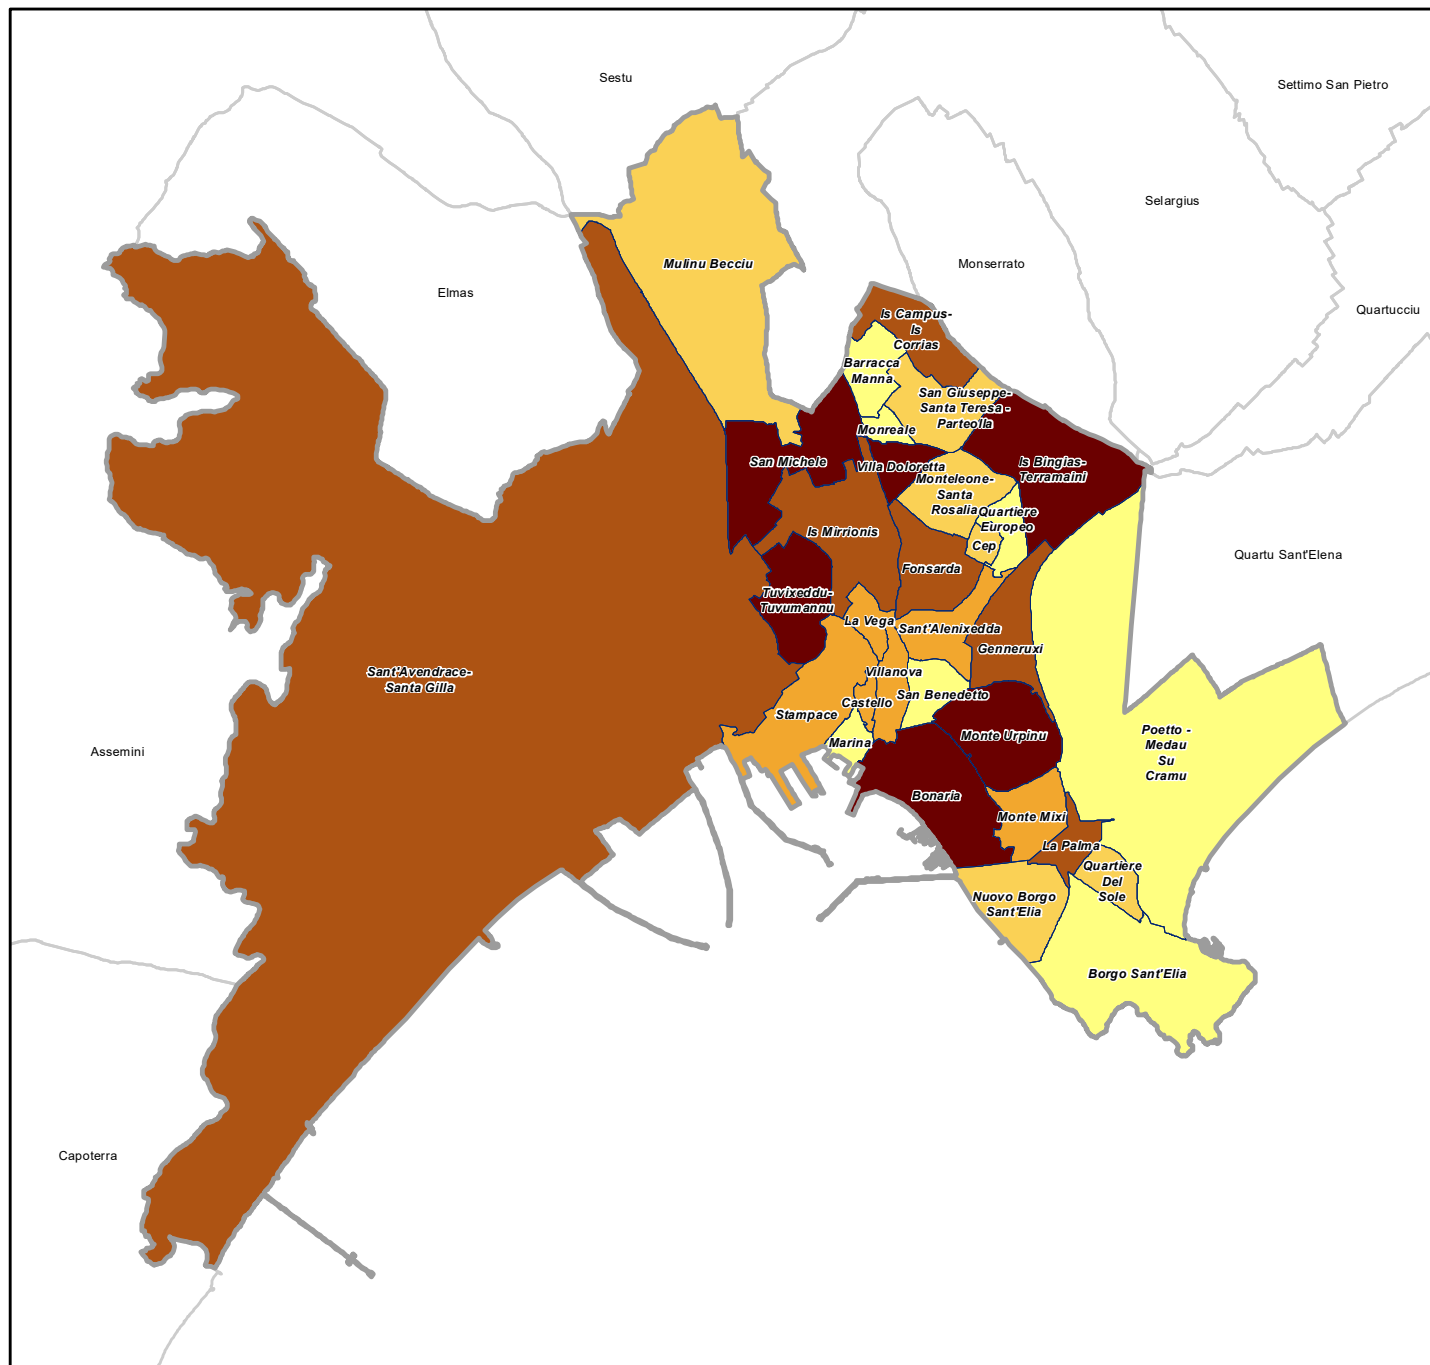 Sestu
Settimo San Pietro
Selargius
Mulinu Becciu
Monserrato
Elmas
Quartucciu
Is Campus-
Is
Corrias
Barracca
Manna
San Giuseppe-
Santa Teresa -
Parteolla
Monreale
San Michele
Villa Doloretta
Is Bingias-
Terramaini
Monteleone-
Santa
Rosalia
Quartiere
Europeo
Is Mirrionis
Cep
Quartu Sant'Elena
Fonsarda
Tuvixeddu-
Tuvumannu
La Vega
Sant'Alenixedda
Genneruxi
Sant'Avendrace-
Santa Gilla
Villanova
San Benedetto
Castello
Stampace
Marina
Monte Urpinu
Poetto -
Medau
Su
Cramu
Assemini
Bonaria
Monte Mixi
La Palma
Quartiere
Del
Sole
Nuovo Borgo
Sant'Elia
Borgo Sant'Elia
Capoterra